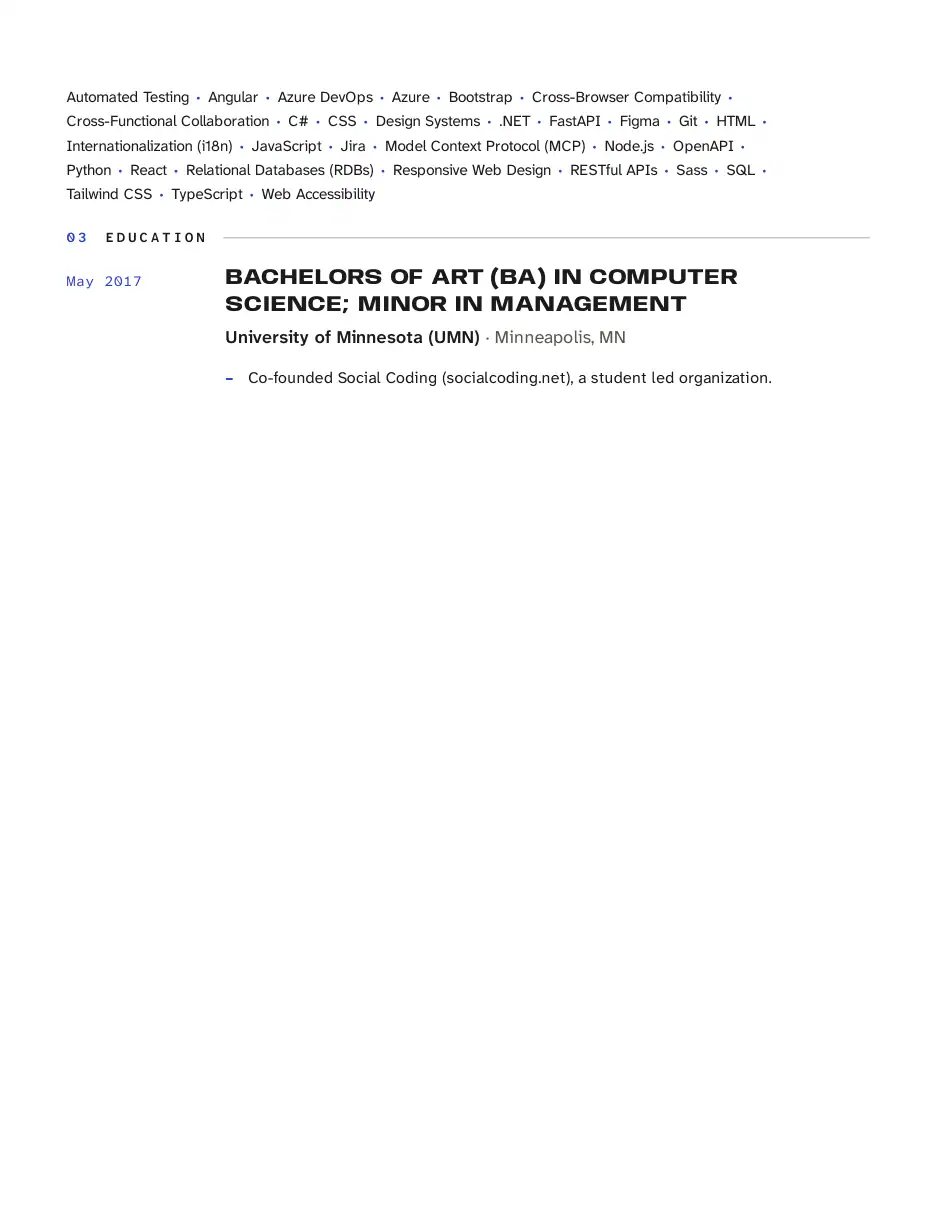 Automated Testing • Angular • Azure DevOps • Azure • Bootstrap • Cross-Browser Compatibility •
Cross-Functional Collaboration • C# • CSS • Design Systems • .NET • FastAPI • Figma • Git • HTML •
Internationalization (i18n) • JavaScript • Jira • Model Context Protocol (MCP) • Node.js • OpenAPI •
Python • React • Relational Databases (RDBs) • Responsive Web Design • RESTful APIs • Sass • SQL •
Tailwind CSS • TypeScript • Web Accessibility
03 EDUCATION
May 2017
BACHELORS OF ART (BA) IN COMPUTER
SCIENCE; MINOR IN MANAGEMENT
University of Minnesota (UMN) · Minneapolis, MN
– Co-founded Social Coding (socialcoding.net), a student led organization.